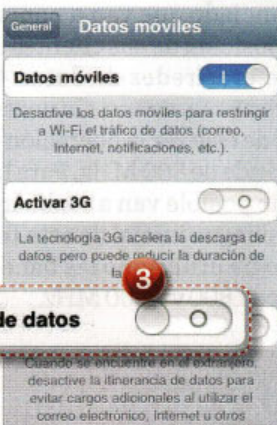 General Datos móviles
Datos móviles
Desactive los datos móviles para restringir
a Wi-Fi el tráfico de datos (correo,
Internet, notificaciones, etc.).
Activar 3G
La tecnología 3G acelera la descarga de
datos, pero puede reducir la duración de
la
3
de datos
Cuando se encuentre en el extranjero,
desactive la itinerancia de datos para
evitar cargos adicionales al utilizar el
correo electrónico, Internet u otros